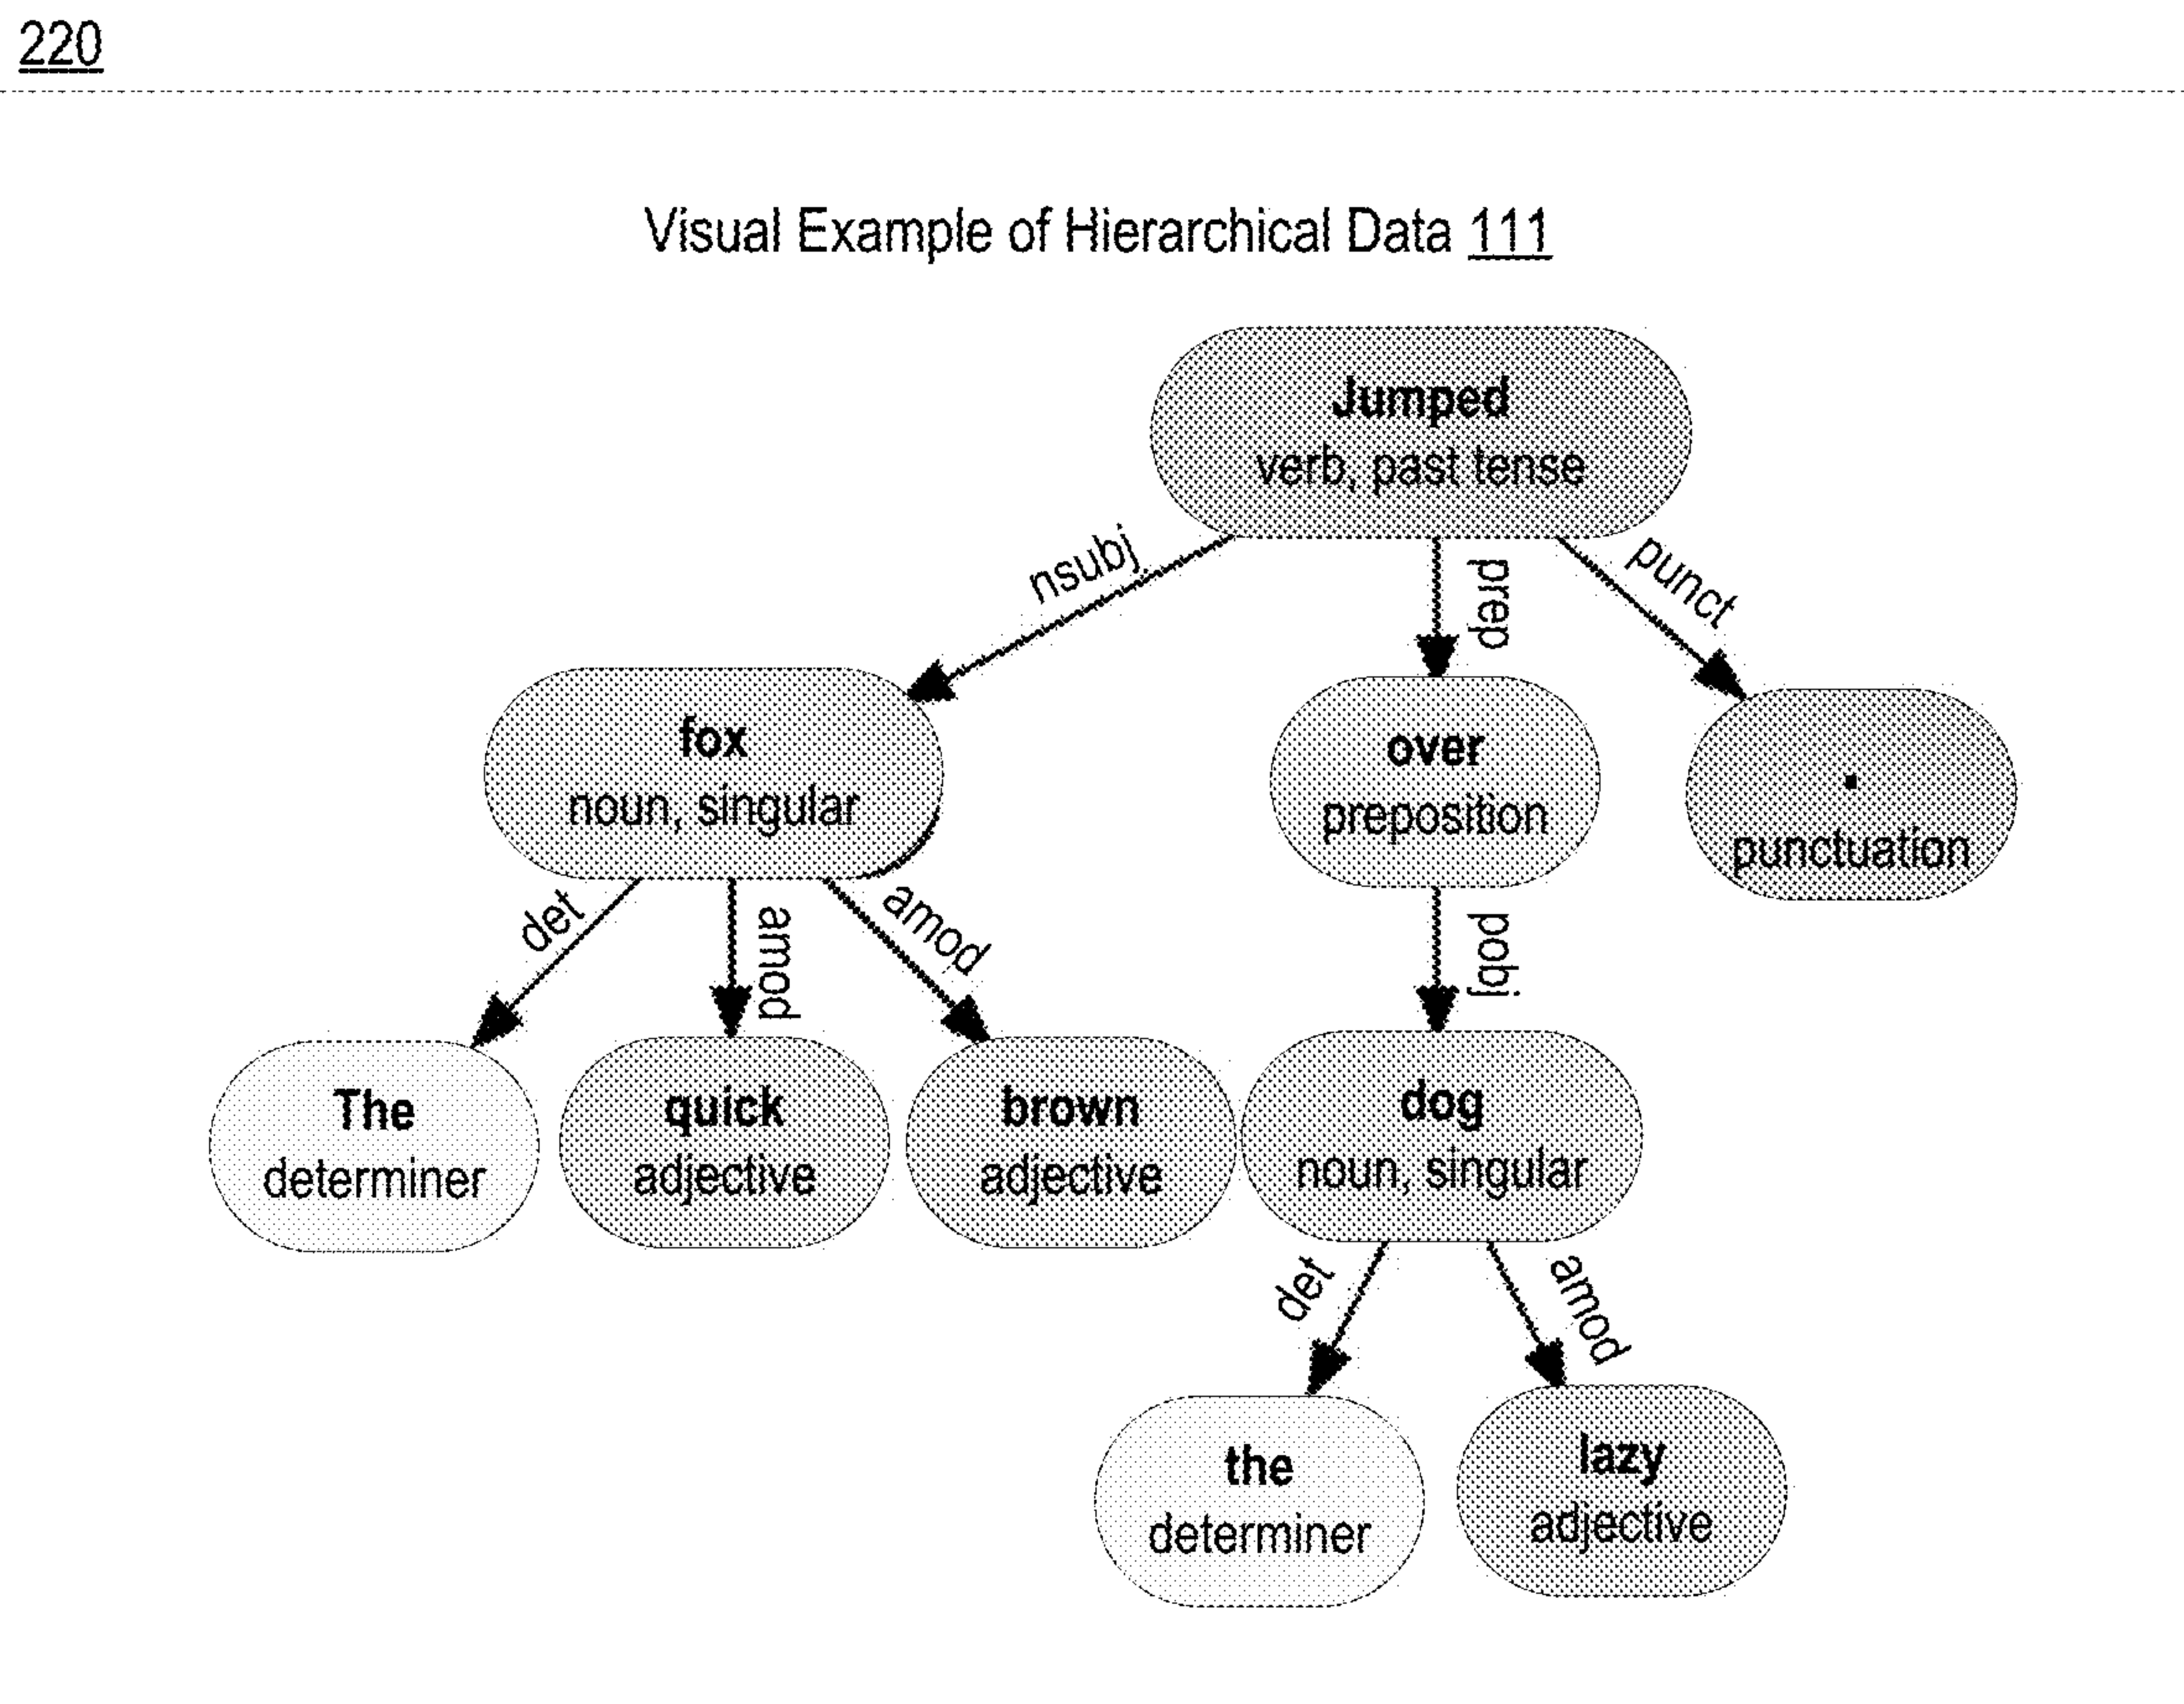 220
Visual Example of Hierarchical Data 111
Jumped
verb, past tense
nsubj
prep
punct
fox
noun, singular
over
preposition
.
punctuation
det
amod
amod
pobj
The
determiner
quick
adjective
brown
adjective
dog
noun, singular
det
amod
the
determiner
lazy
adjective